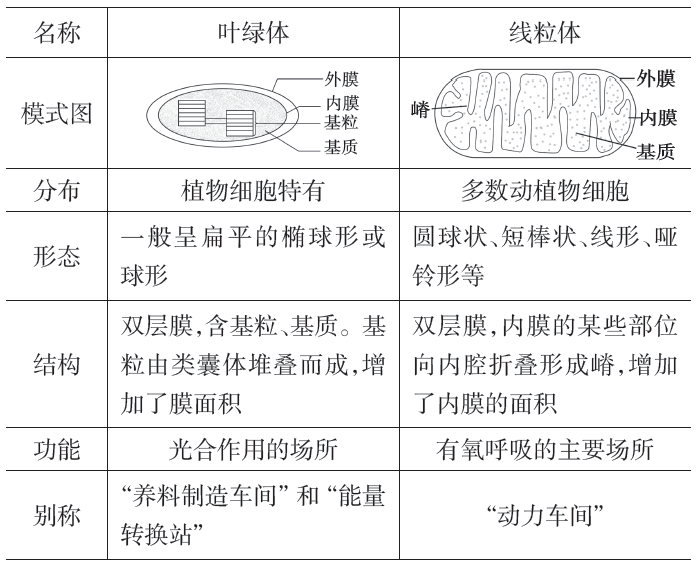 名称 叶绿体 线粒体
模式图 外膜 内膜 基粒 基质 嵴 外膜 内膜 基质
分布 植物细胞特有 多数动植物细胞
形态 一般呈扁平的椭球形或 圆球状、短棒状、线形、哑
球形 铃形等
结构 双层膜,含基粒、基质。基 双层膜,内膜的某些部位
粒由类囊体堆叠而成,增 向内腔折叠形成嵴,增加
加了膜面积 了内膜的面积
功能 光合作用的场所 有氧呼吸的主要场所
别称 “养料制造车间”和“能量 “动力车间”
转换站”